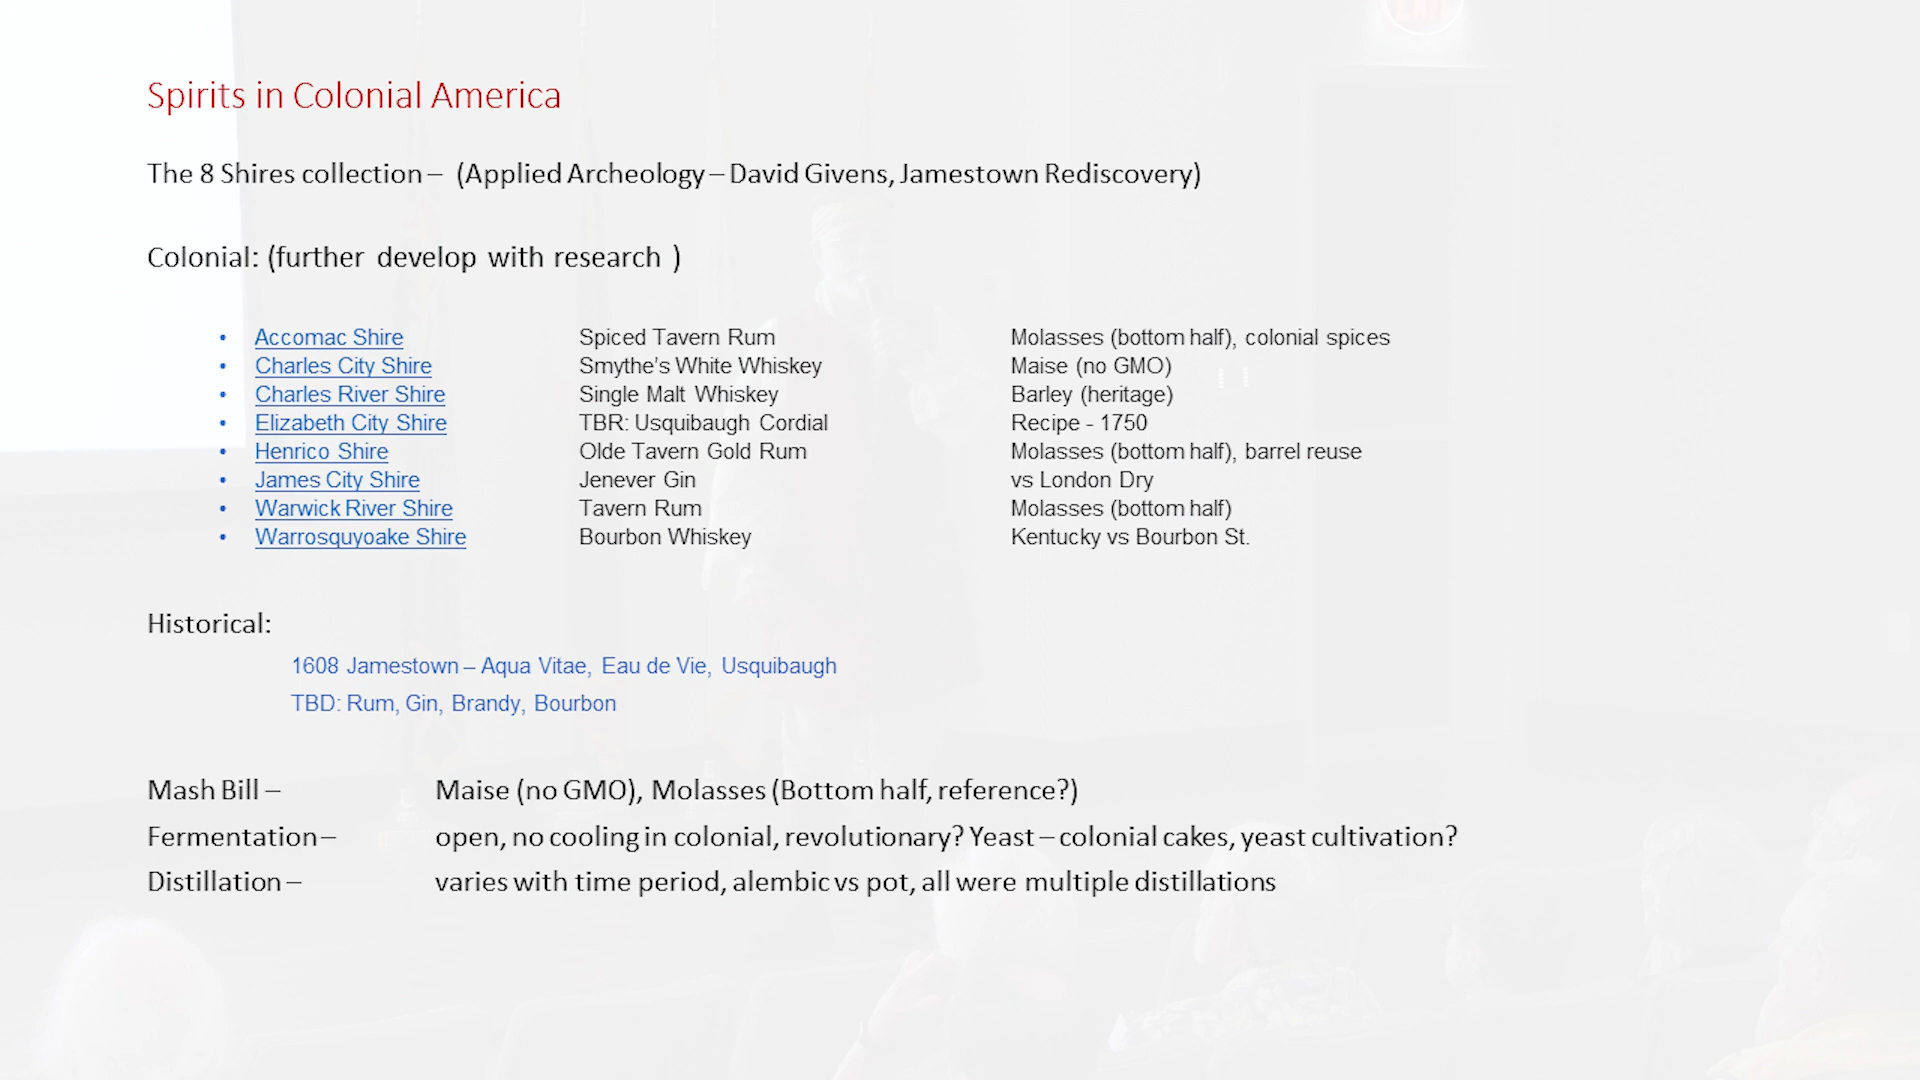 Spirits in Colonial America
The 8 Shires collection – (Applied Archeology – David Givens, Jamestown Rediscovery)
Colonial: (further develop with research )
• Accomac Shire Spiced Tavern Rum Molasses (bottom half), colonial spices
• Charles City Shire Smythe's White Whiskey Maise (no GMO)
• Charles River Shire Single Malt Whiskey Barley (heritage)
• Elizabeth City Shire TBR: Usquibaugh Cordial Recipe - 1750
• Henrico Shire Olde Tavern Gold Rum Molasses (bottom half), barrel reuse
• James City Shire Jenever Gin vs London Dry
• Warwick River Shire Tavern Rum Molasses (bottom half)
• Warrosquyoake Shire Bourbon Whiskey Kentucky vs Bourbon St.
Historical:
1608 Jamestown – Aqua Vitae, Eau de Vie, Usquibaugh
TBD: Rum, Gin, Brandy, Bourbon
Mash Bill – Maise (no GMO), Molasses (Bottom half, reference?)
Fermentation – open, no cooling in colonial, revolutionary? Yeast – colonial cakes, yeast cultivation?
Distillation – varies with time period, alembic vs pot, all were multiple distillations